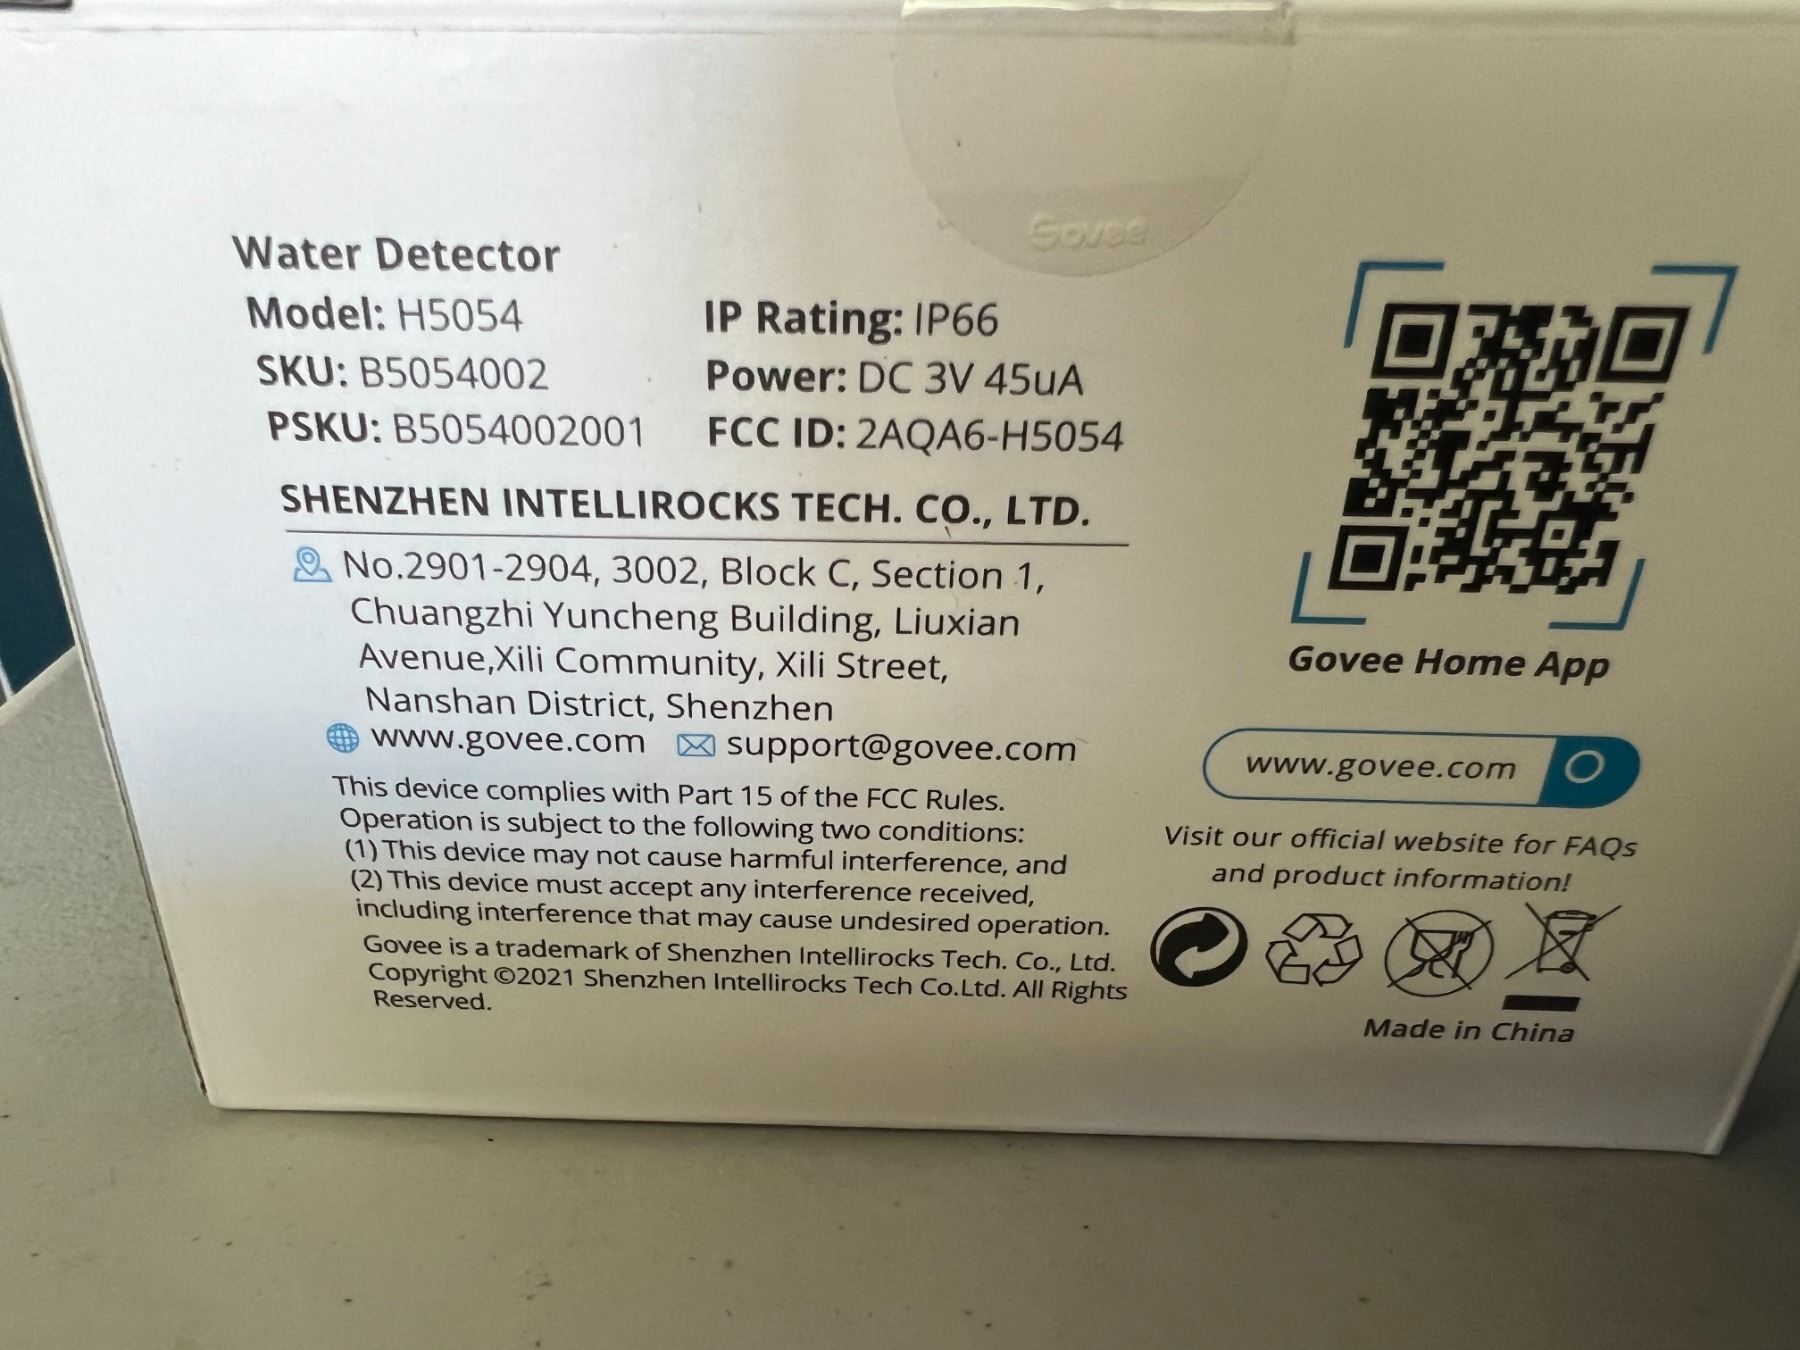 Govee
Water Detector
Model: H5054
SKU: B5054002
PSKU: B5054002001
IP Rating: IP66
Power: DC 3V 45uA
FCC ID: 2AQA6-H5054
SHENZHEN INTELLIROCKS TECH. CO., LTD.
No.2901-2904, 3002, Block C, Section 1,
Chuangzhi Yuncheng Building, Liuxian
Avenue,Xili Community, Xili Street,
Nanshan District, Shenzhen
www.govee.com support@govee.com
This device complies with Part 15 of the FCC Rules.
Operation is subject to the following two conditions:
(1) This device may not cause harmful interference, and
(2) This device must accept any interference received,
including interference that may cause undesired operation.
Govee is a trademark of Shenzhen Intellirocks Tech. Co., Ltd.
Copyright ©2021 Shenzhen Intellirocks Tech Co.Ltd. All Rights
Reserved.
Govee Home App
www.govee.com
Visit our official website for FAQs
and product information!
Made in China